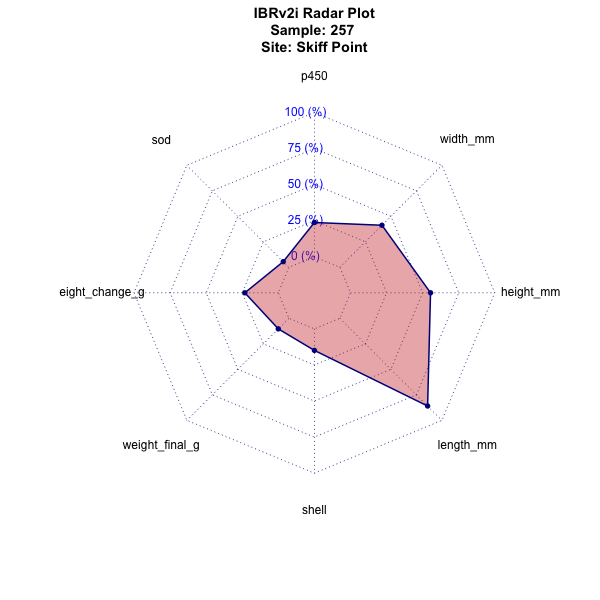 IBRv2i Radar Plot
Sample: 257
Site: Skiff Point
p450
100 (%)
sod
width_mm
75 (%)
50 (%)
25 (%)
0 (%)
eight_change_g
height_mm
weight_final_g
length_mm
shell